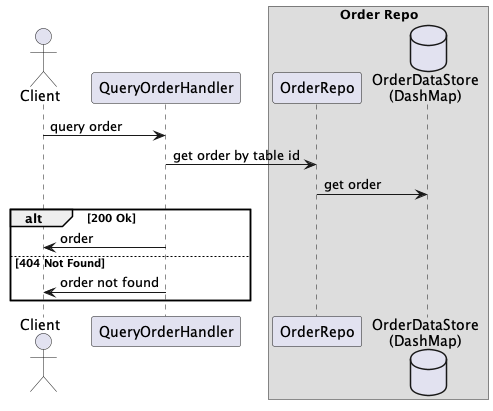 Order Repo
Client
QueryOrderHandler
OrderRepo
OrderDataStore
(DashMap)
query order
get order by table id
get order
alt
[200 Ok]
order
[404 Not Found]
order not found
Client
QueryOrderHandler
OrderRepo
OrderDataStore
(DashMap)